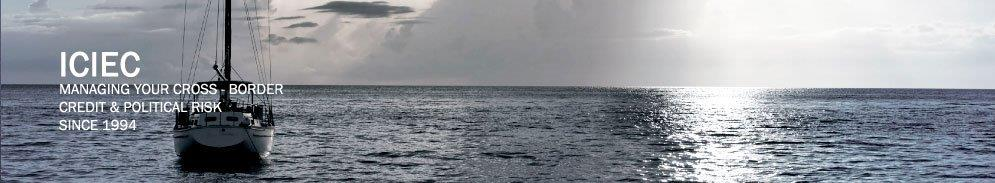 ICIEC
MANAGING YOUR CROSS - BORDER
CREDIT & POLITICAL RISK
SINCE 1994